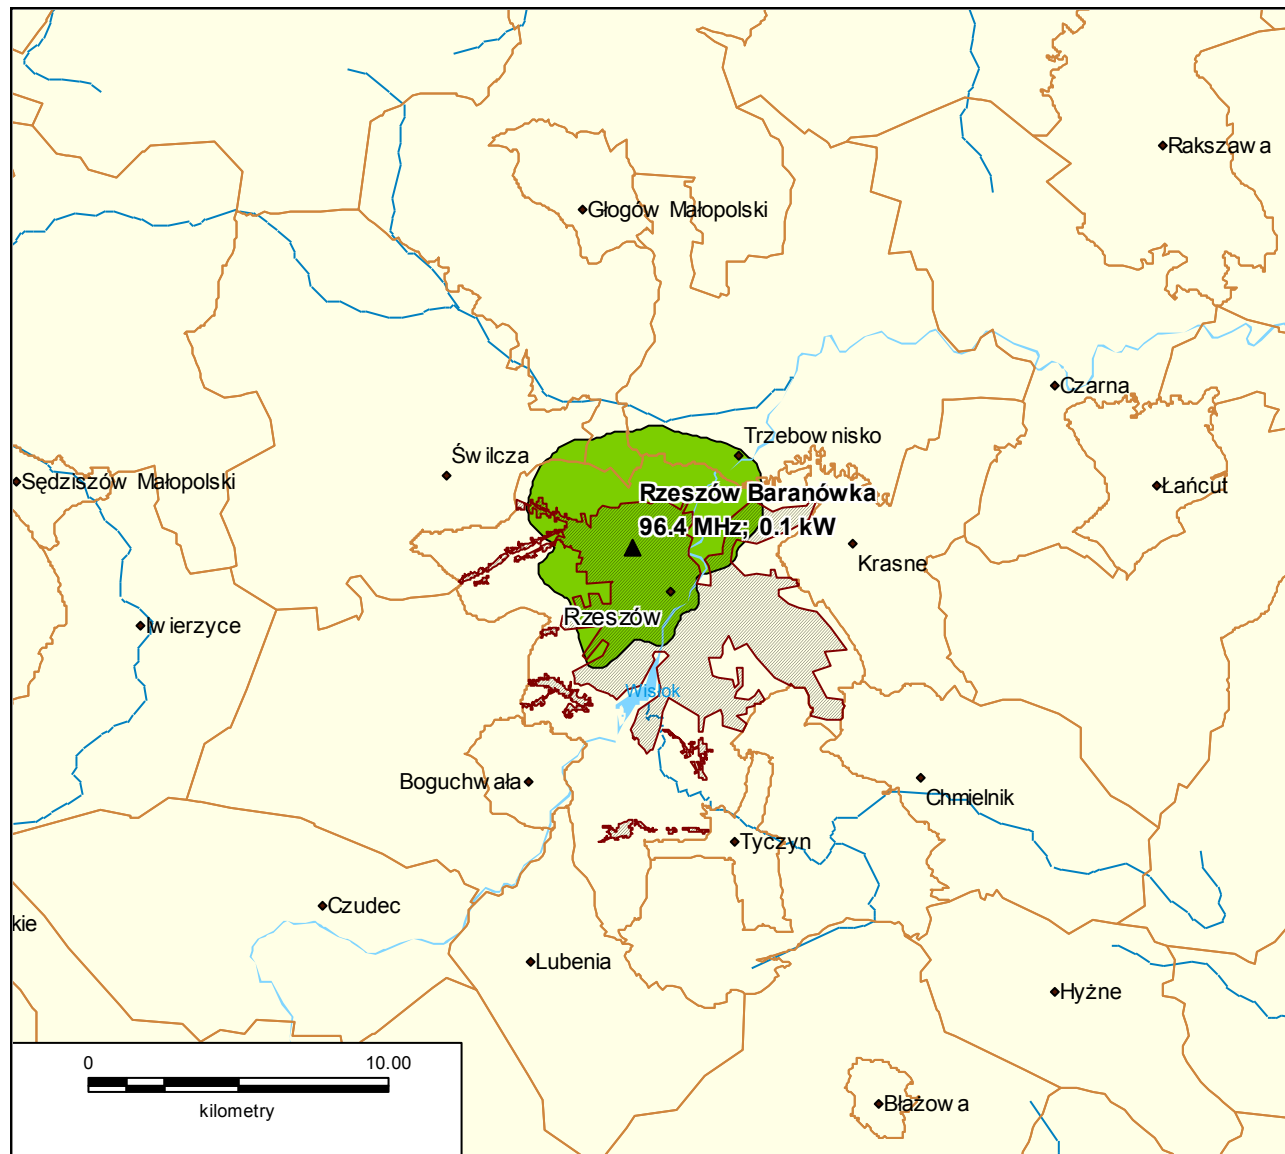 Rakszawa
Głogów Małopolski
Czarna
Trzebownisko
Świlcza
Sędziszów Małopolski
Łańcut
Rzeszów Baranówka
96.4 MHz; 0.1 kW
Krasne
Rzeszów
Iwierzyce
Wisłok
Boguchwała
Chmielnik
Tyczyn
Czudec
kie
Lubenia
Hyżne
0 10.00
kilometry
Błażowa